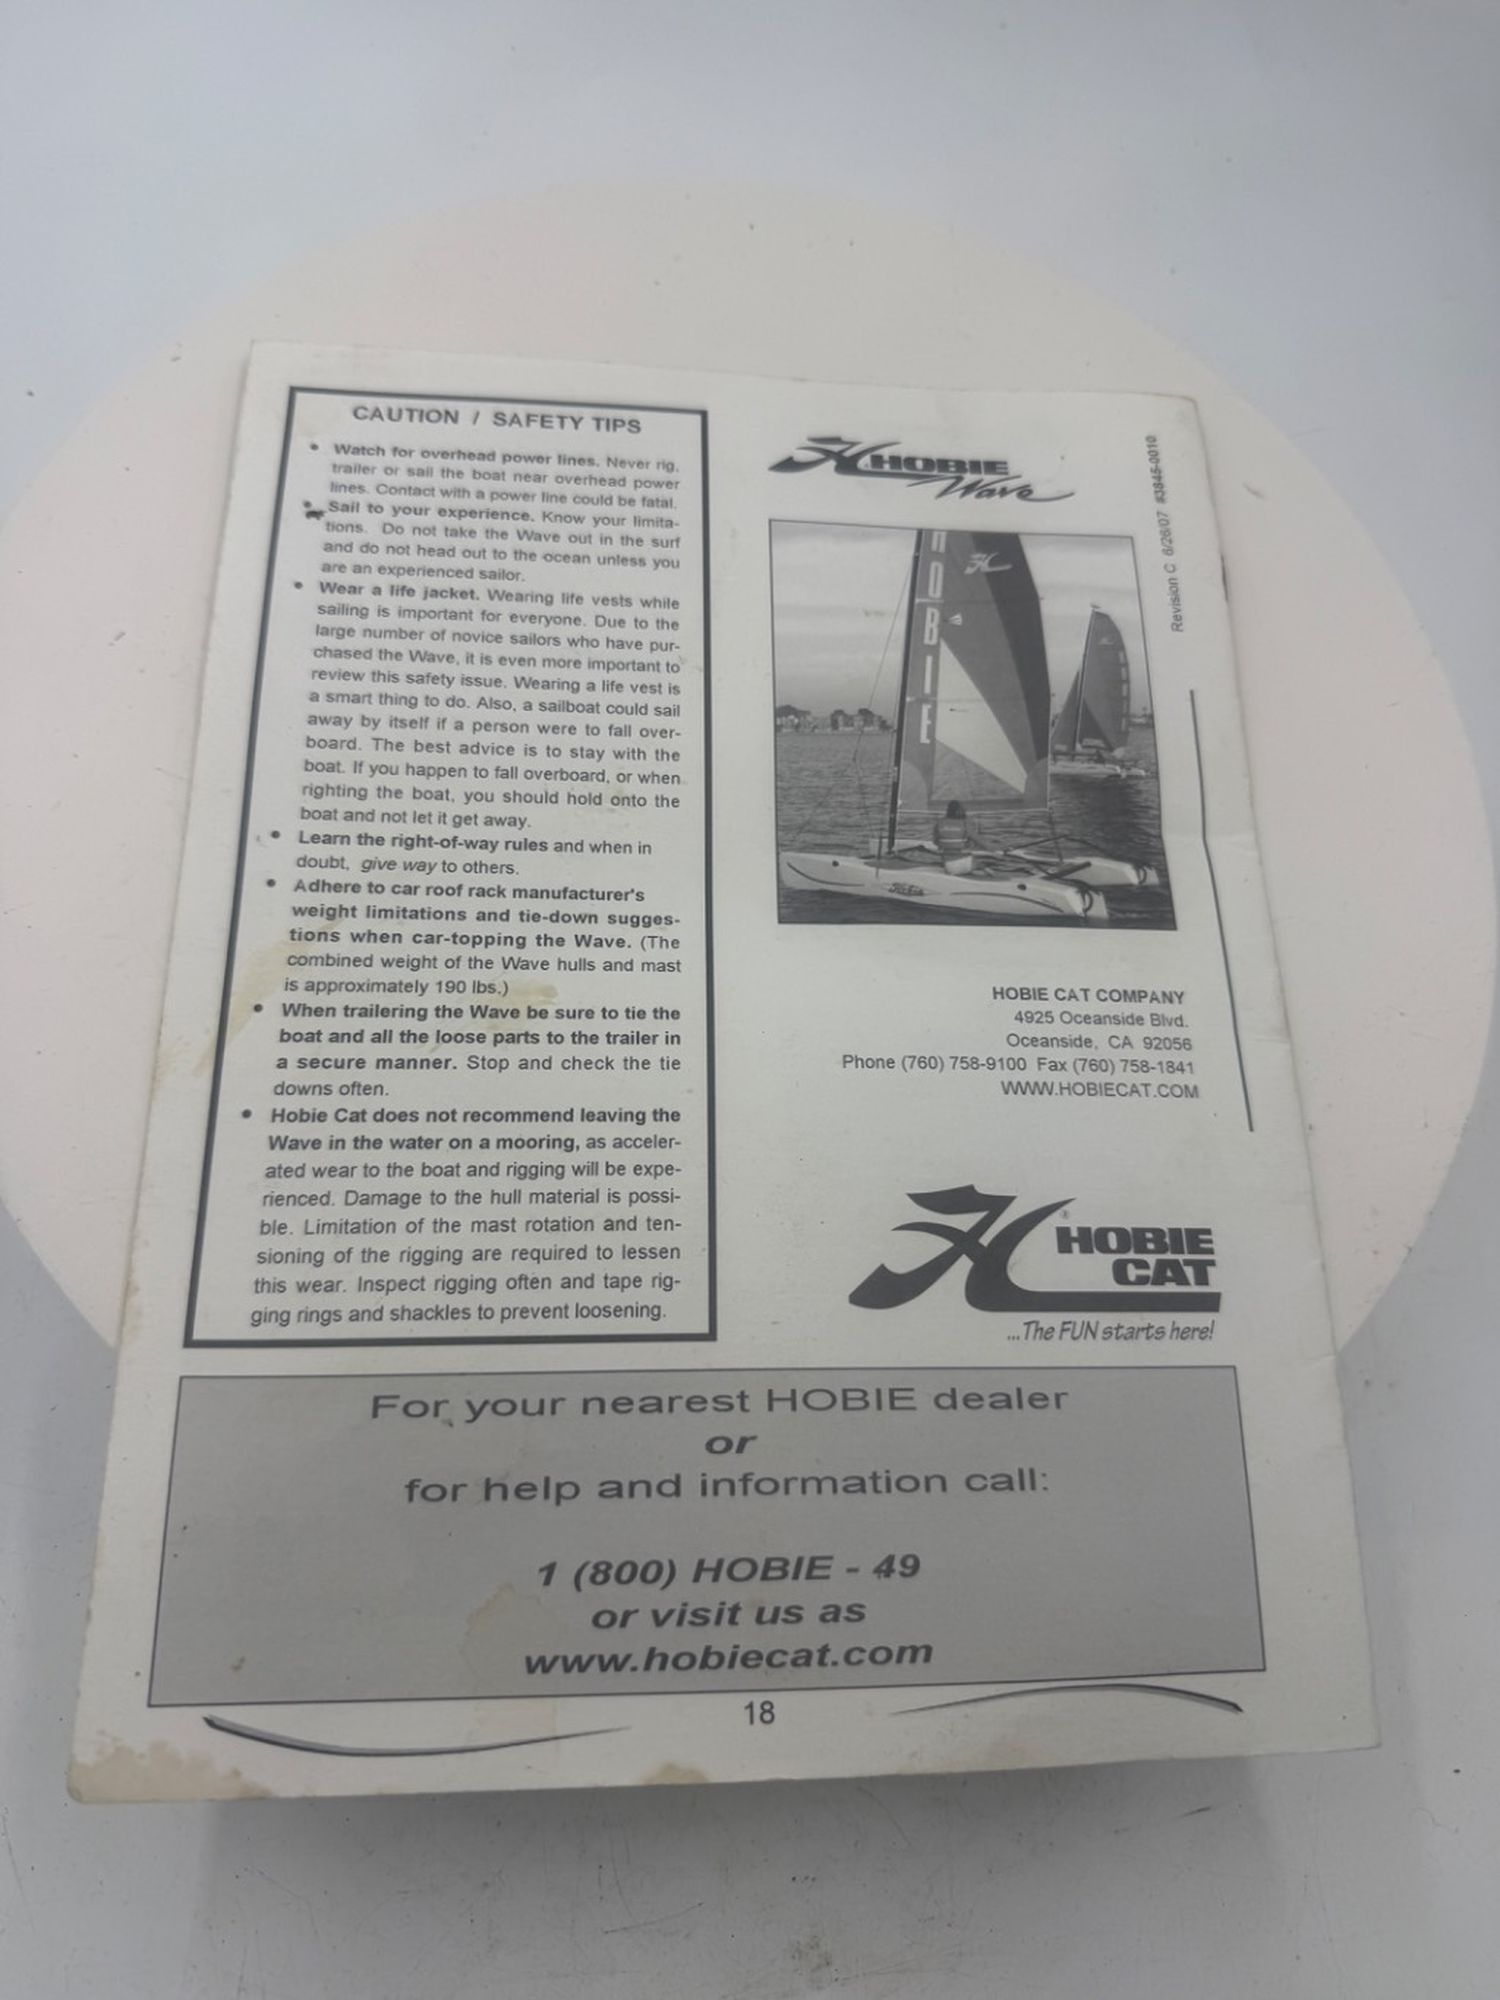 CAUTION / SAFETY TIPS
• Watch for overhead power lines. Never rig,
trailer or sail the boat near overhead power
lines. Contact with a power line could be fatal.
• Sail to your experience. Know your limita-
tions. Do not take the Wave out in the surf
and do not head out to the ocean unless you
are an experienced sailor.
• Wear a life jacket. Wearing life vests while
sailing is important for everyone. Due to the
large number of novice sailors who have pur-
chased the Wave, it is even more important to
review this safety issue. Wearing a life vest is
a smart thing to do. Also, a sailboat could sail
away by itself if a person were to fall over-
board. The best advice is to stay with the
boat. If you happen to fall overboard, or when
righting the boat, you should hold onto the
boat and not let it get away.
• Learn the right-of-way rules and when in
doubt, give way to others.
• Adhere to car roof rack manufacturer's
weight limitations and tie-down sugges-
tions when car-topping the Wave. (The
combined weight of the Wave hulls and mast
is approximately 190 lbs.)
• When trailering the Wave be sure to tie the
boat and all the loose parts to the trailer in
a secure manner. Stop and check the tie
downs often.
• Hobie Cat does not recommend leaving the
Wave in the water on a mooring, as acceler-
ated wear to the boat and rigging will be expe-
rienced. Damage to the hull material is possi-
ble. Limitation of the mast rotation and ten-
sioning of the rigging are required to lessen
this wear. Inspect rigging often and tape rig-
ging rings and shackles to prevent loosening.
HOBIE
Wave
HOBIE
Hobie
Revision C 6/26/07 #3845-0010
HOBIE CAT COMPANY
4925 Oceanside Blvd.
Oceanside, CA 92056
Phone (760) 758-9100 Fax (760) 758-1841
WWW.HOBIECAT.COM
® HOBIE
CAT
...The FUN starts here!
For your nearest HOBIE dealer
or
for help and information call:
1 (800) HOBIE - 49
or visit us as
www.hobiecat.com
18